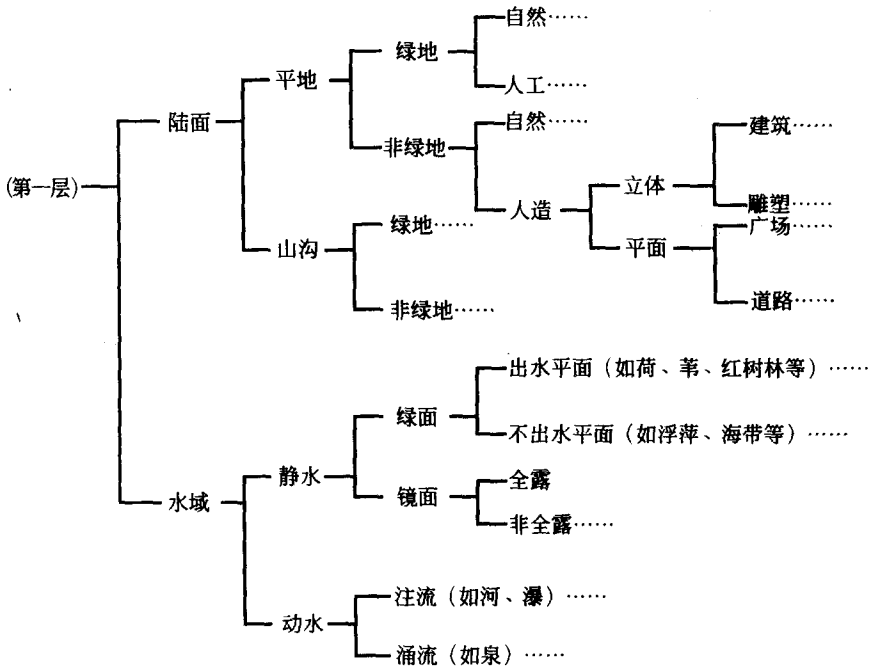 自然……
绿地
平地
人工……
陆面
自然……
建筑……
非绿地
(第一层)
立体
人造
雕塑……
绿地……
广场……
山沟
平面
道路……
非绿地……
出水平面（如荷、苇、红树林等）……
绿面
不出水平面（如浮萍、海带等）……
静水
全露
水域
镜面
非全露……
注流（如河、瀑）……
动水
涌流（如泉）……